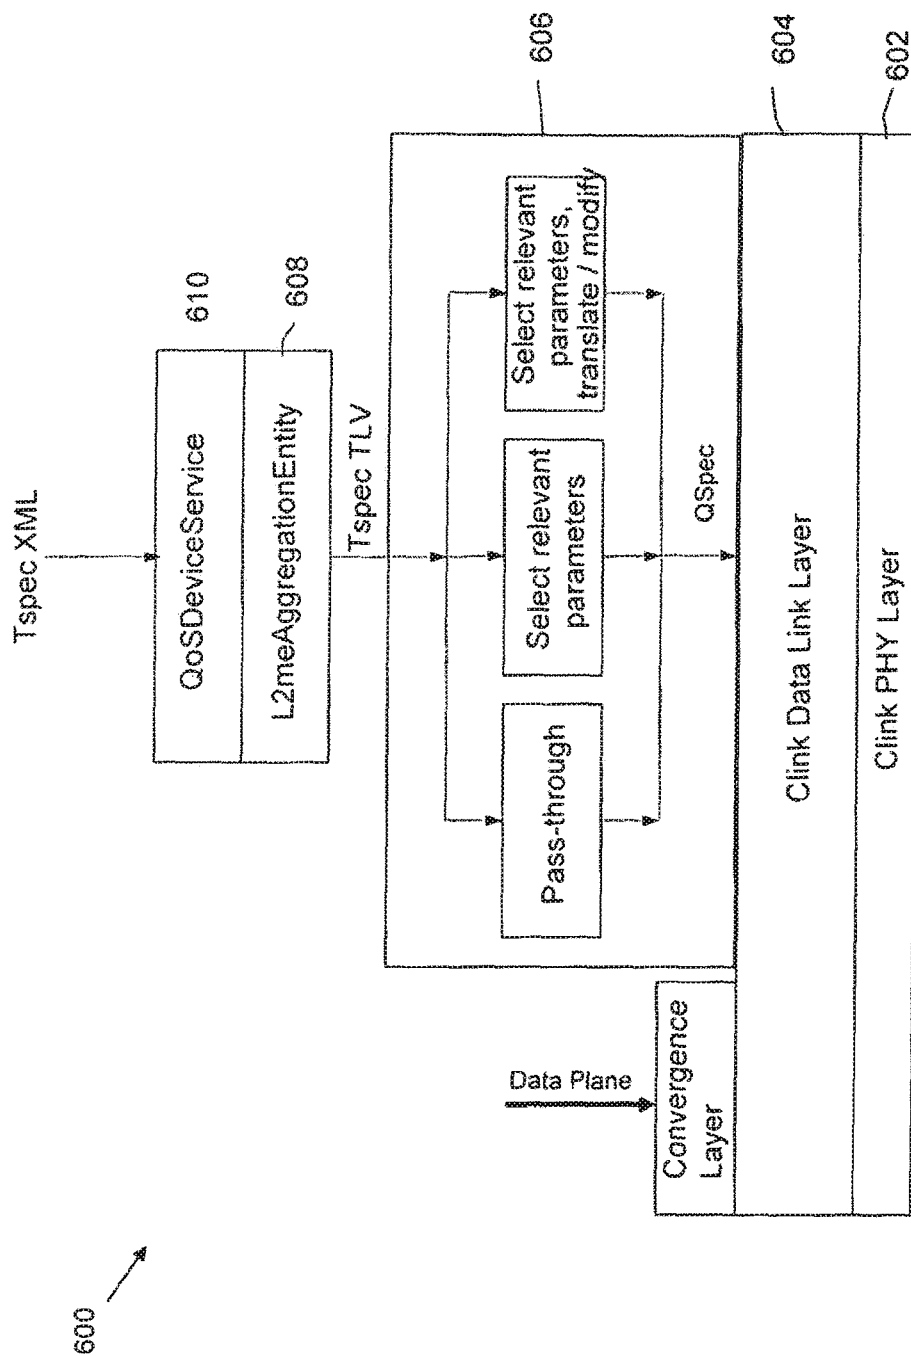 600
Tspec XML
QoSDeviceService
610
L2meAggregationEntity
608
Tspec TLV
606
Pass-through
Select relevant
parameters
Select relevant
parameters,
translate / modify
QSpec
Data Plane
Convergence
Layer
Clink Data Link Layer
604
Clink PHY Layer
602